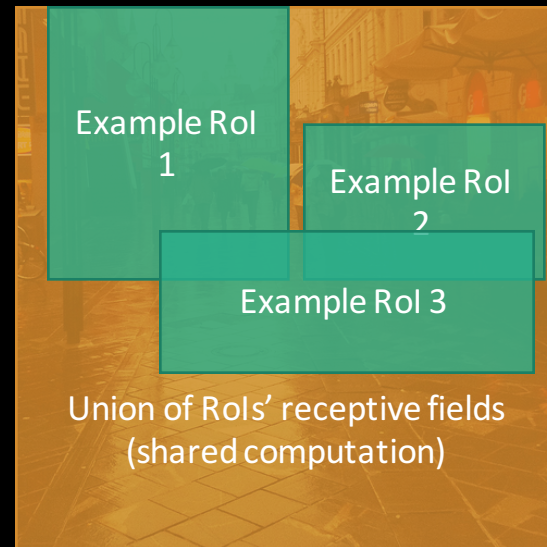 Example RoI
1
Example RoI
2
Example RoI 3
Union of RoIs' receptive fields
(shared computation)